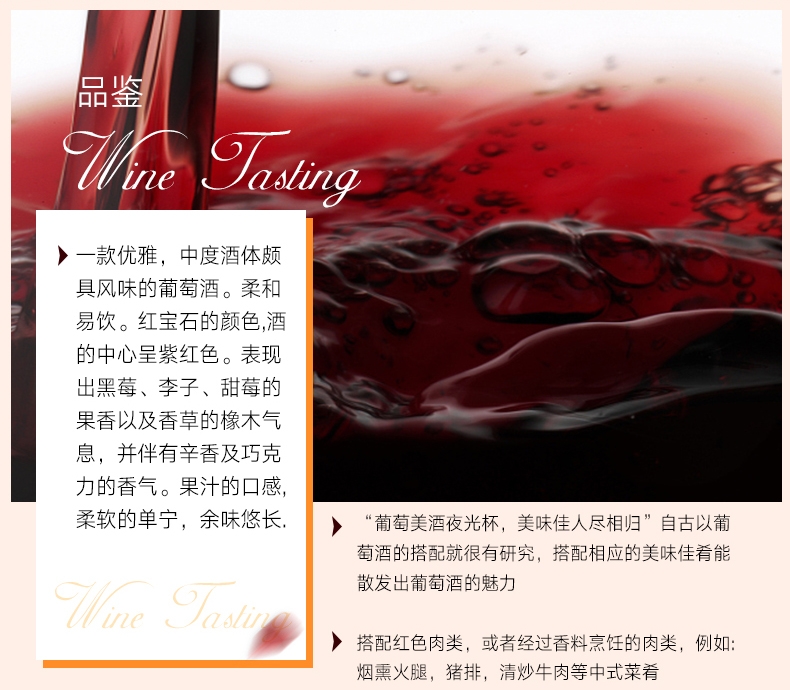 品鉴
Wine Tasting
一款优雅，中度酒体颇
具风味的葡萄酒。柔和
易饮。红宝石的颜色,酒
的中心呈紫红色。表现
出黑莓、李子、甜莓的
果香以及香草的橡木气
息，并伴有辛香及巧克
力的香气。果汁的口感,
柔软的单宁，余味悠长.
Wine Tasting
“葡萄美酒夜光杯，美味佳人尽相归”自古以葡
萄酒的搭配就很有研究，搭配相应的美味佳肴能
散发出葡萄酒的魅力
搭配红色肉类，或者经过香料烹饪的肉类，例如:
烟熏火腿，猪排，清炒牛肉等中式菜肴